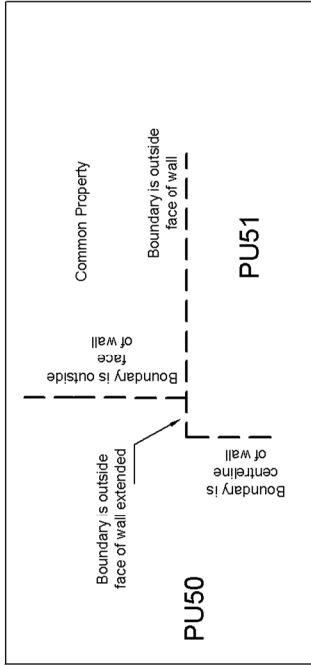 Common Property
Boundary is outside
face of wall
Boundary is outside
face
of wall
Boundary is outside
face of wall extended
Boundary is
centreline
of wall
PU50
PU51